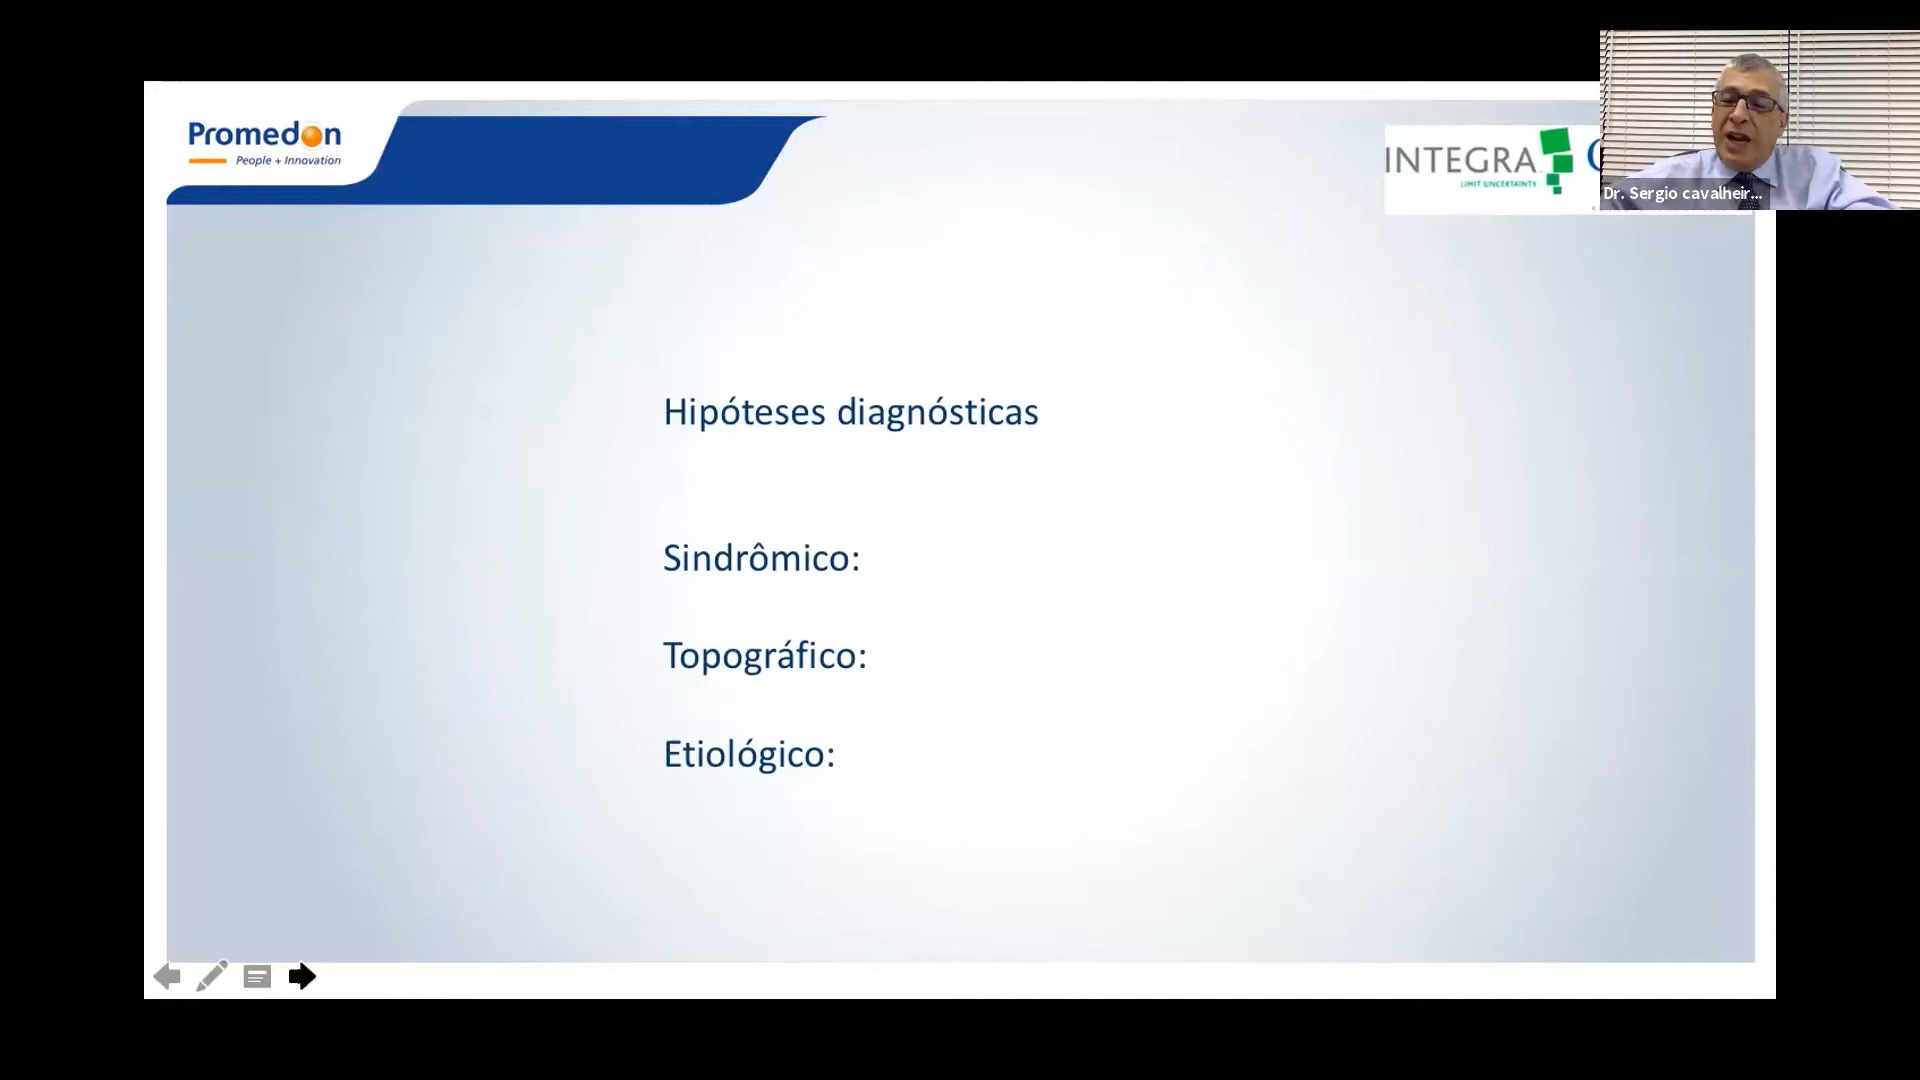 Promedon
People + Innovation
INTEGRA
LIMIT UNCERTAINTY
Dr. Sergio cavalheir...
Hipóteses diagnósticas
Sindrômico:
Topográfico:
Etiológico: